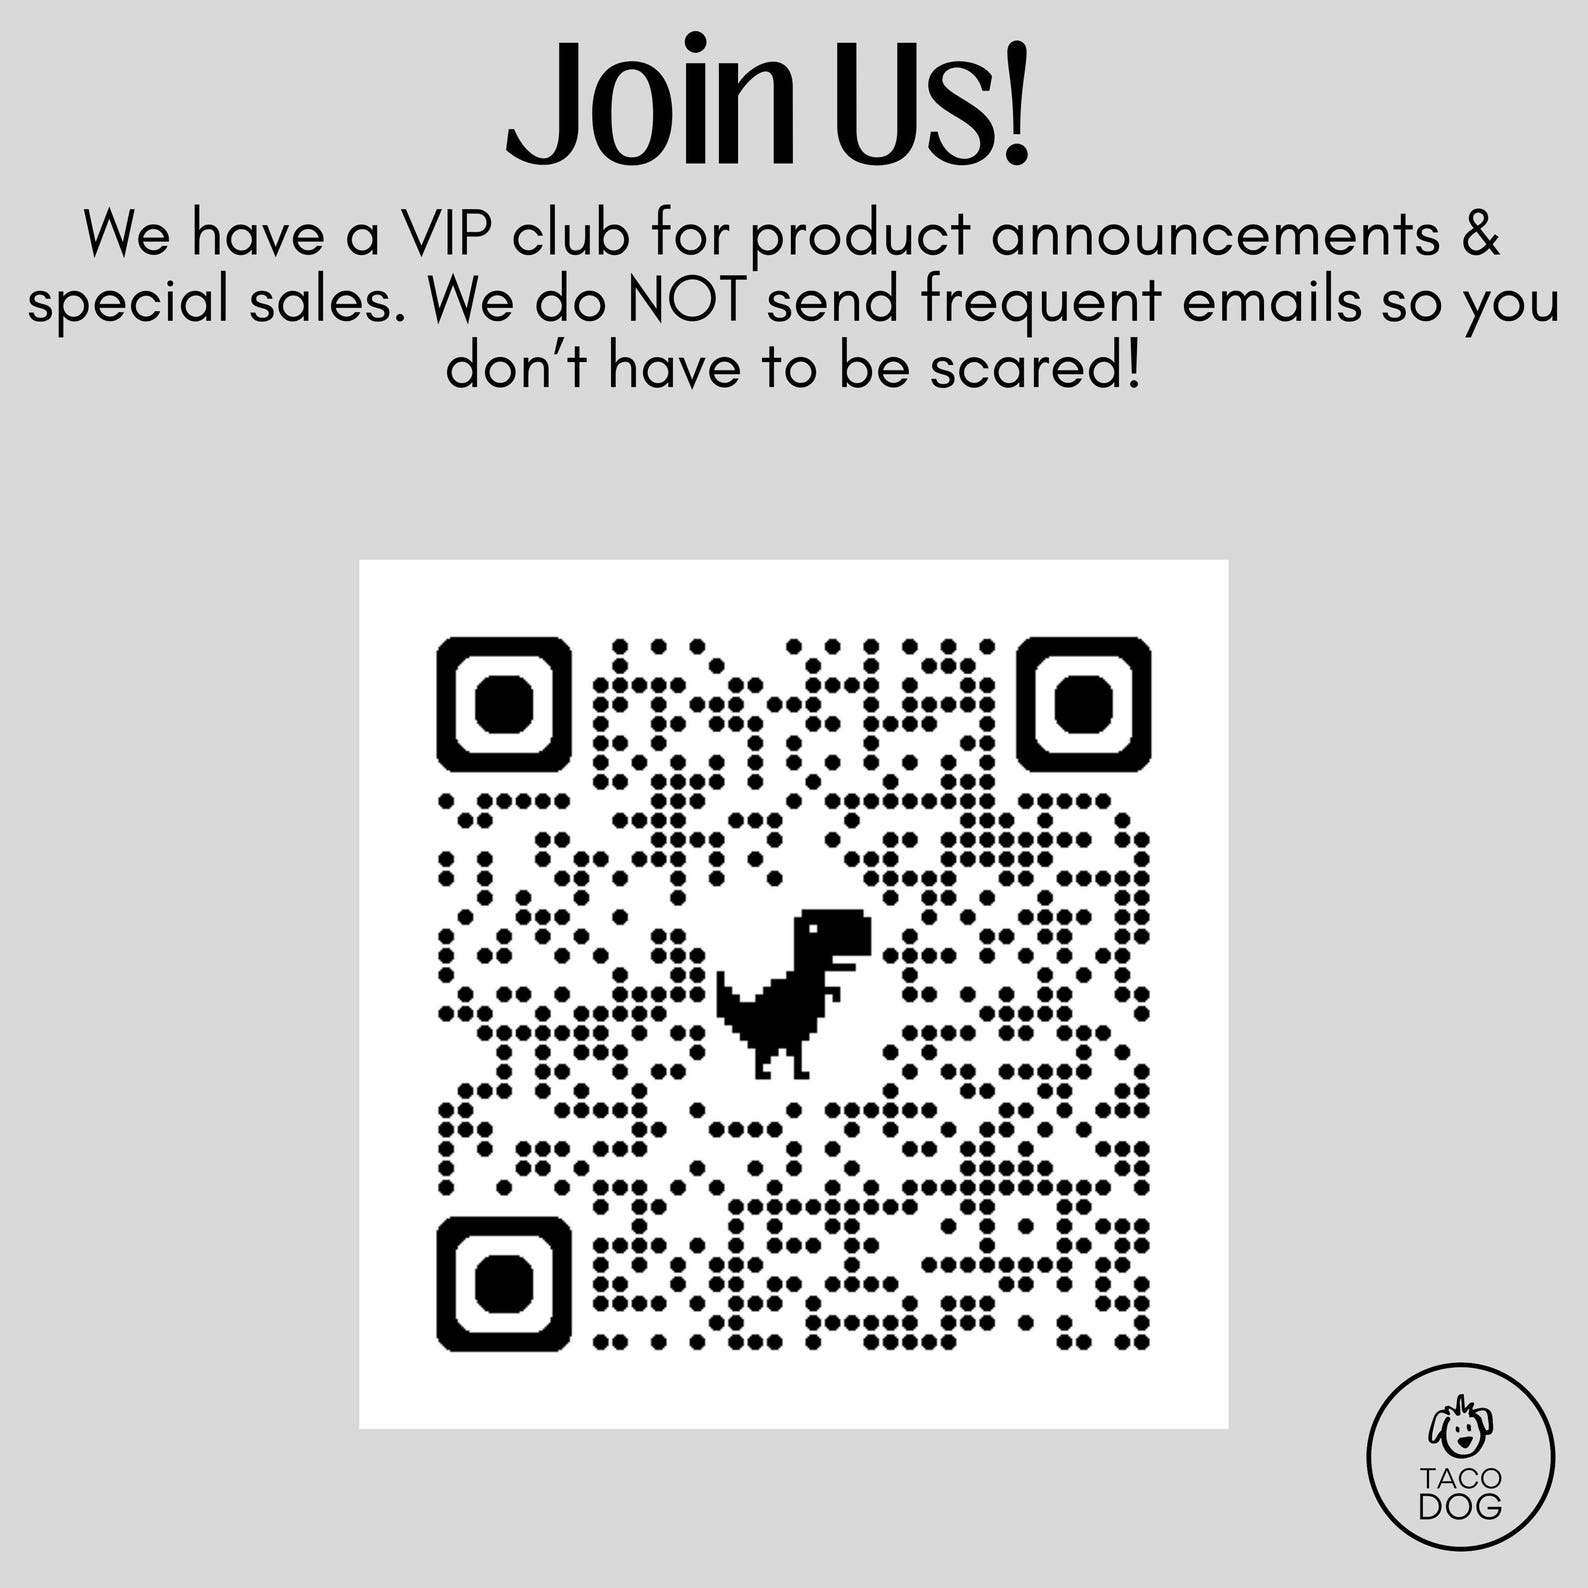 Join Us!
We have a VIP club for product announcements &
special sales. We do NOT send frequent emails so you
don’t have to be scared!
TACO
DOG